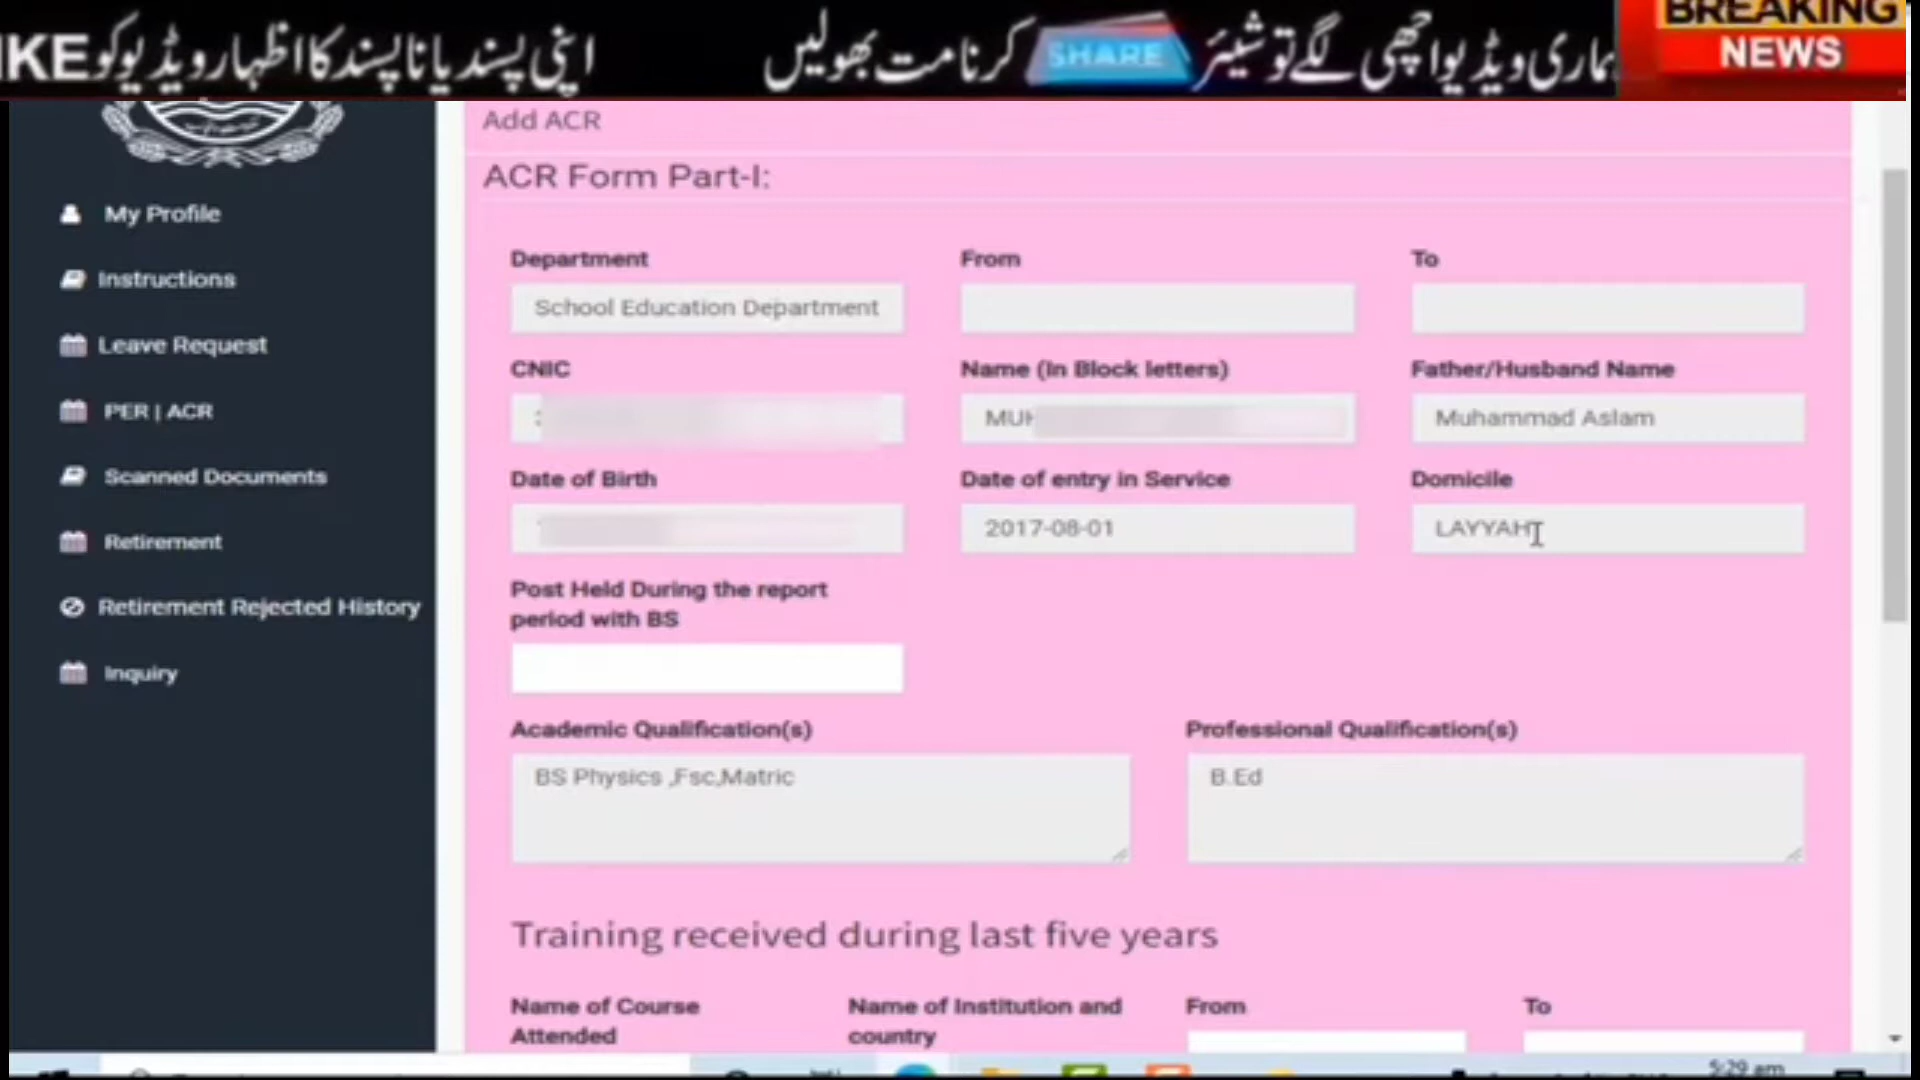 ہماری ویڈیو اچھی لگے تو شیئر SHARE کرنا مت بھولیں
اپنی پسند یا ناپسند کا اظہار ویڈیو کو IKE
BREAKING
NEWS
My Profile
Instructions
Leave Request
PER | ACR
Scanned Documents
Retirement
Retirement Rejected History
Inquiry
Add ACR
ACR Form Part-I:
Department From To
School Education Department
CNIC Name (In Block letters) Father/Husband Name
MUH Muhammad Aslam
Date of Birth Date of entry in Service Domicile
2017-08-01 LAYYAH
Post Held During the report
period with BS
Academic Qualification(s) Professional Qualification(s)
BS Physics ,Fsc,Matric B.Ed
Training received during last five years
Name of Course
Attended
Name of Institution and
country
From To
5:29 am